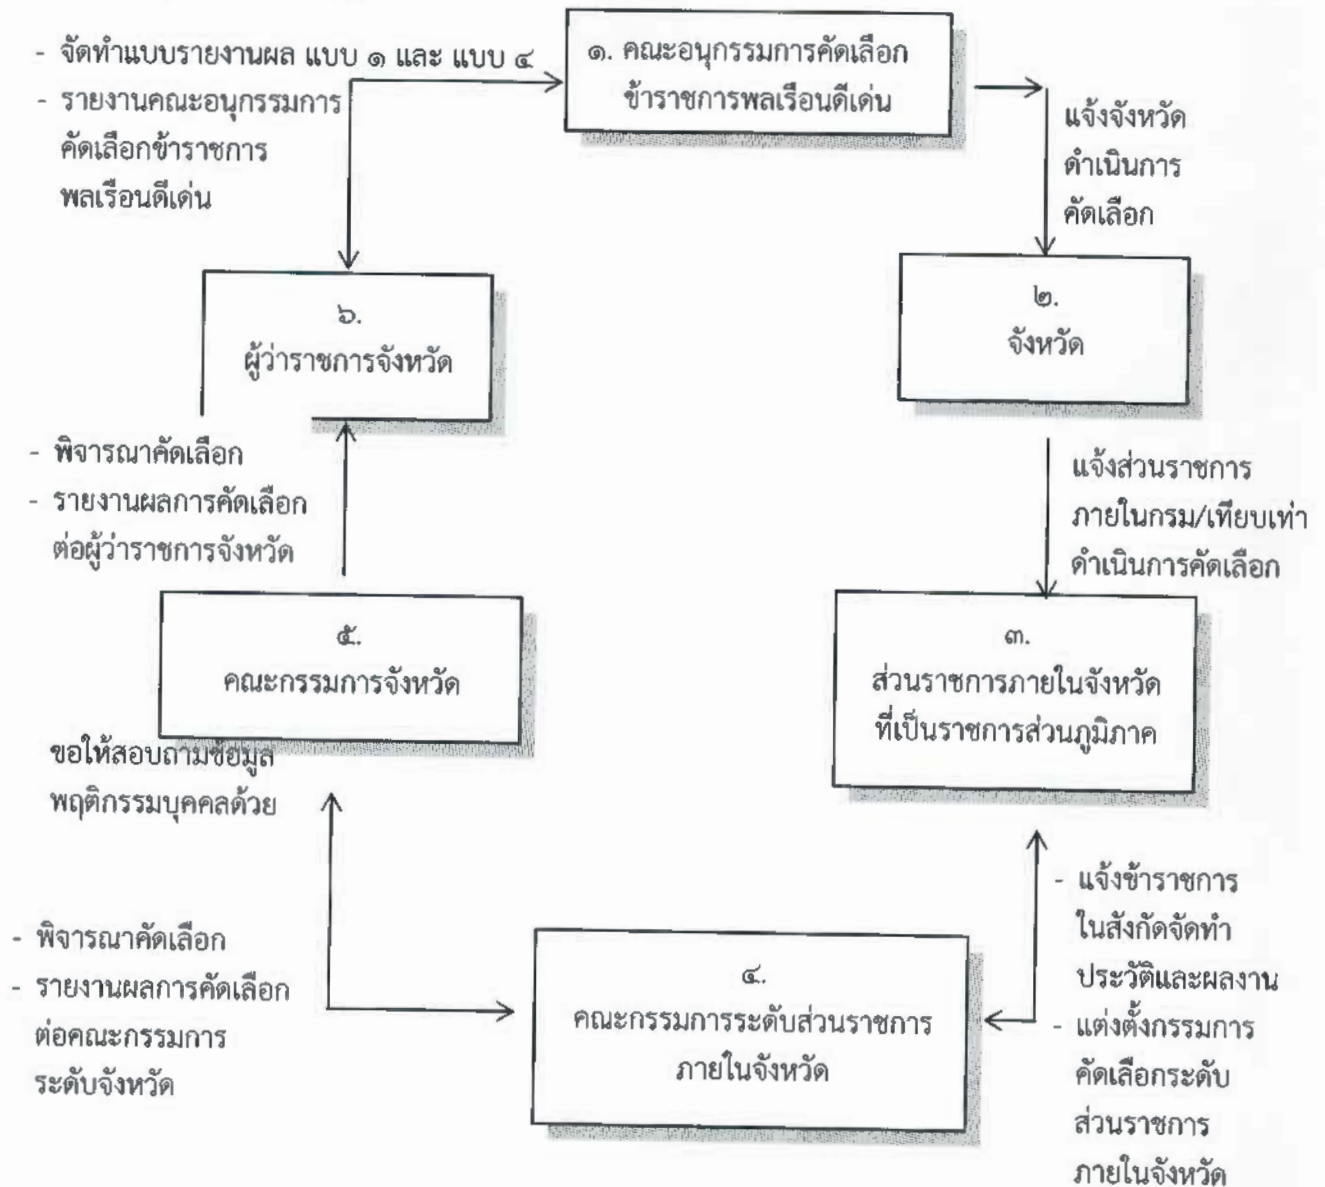 - จัดทำแบบรายงานผล แบบ ๑ และ แบบ ๔
- รายงานคณะอนุกรรมการ
คัดเลือกข้าราชการ
พลเรือนดีเด่น
๑. คณะอนุกรรมการคัดเลือก
ข้าราชการพลเรือนดีเด่น
แจ้งจังหวัด
ดำเนินการ
คัดเลือก
๒.
จังหวัด
แจ้งส่วนราชการ
ภายในกรม/เทียบเท่า
ดำเนินการคัดเลือก
๓.
ส่วนราชการภายในจังหวัด
ที่เป็นราชการส่วนภูมิภาค
- แจ้งข้าราชการ
ในสังกัดจัดทำ
ประวัติและผลงาน
- แต่งตั้งกรรมการ
คัดเลือกระดับ
ส่วนราชการ
ภายในจังหวัด
๔.
คณะกรรมการระดับส่วนราชการ
ภายในจังหวัด
- พิจารณาคัดเลือก
- รายงานผลการคัดเลือก
ต่อคณะกรรมการ
ระดับจังหวัด
ขอให้สอบถามข้อมูล
พฤติกรรมบุคคลด้วย
๕.
คณะกรรมการจังหวัด
- พิจารณาคัดเลือก
- รายงานผลการคัดเลือก
ต่อผู้ว่าราชการจังหวัด
๖.
ผู้ว่าราชการจังหวัด